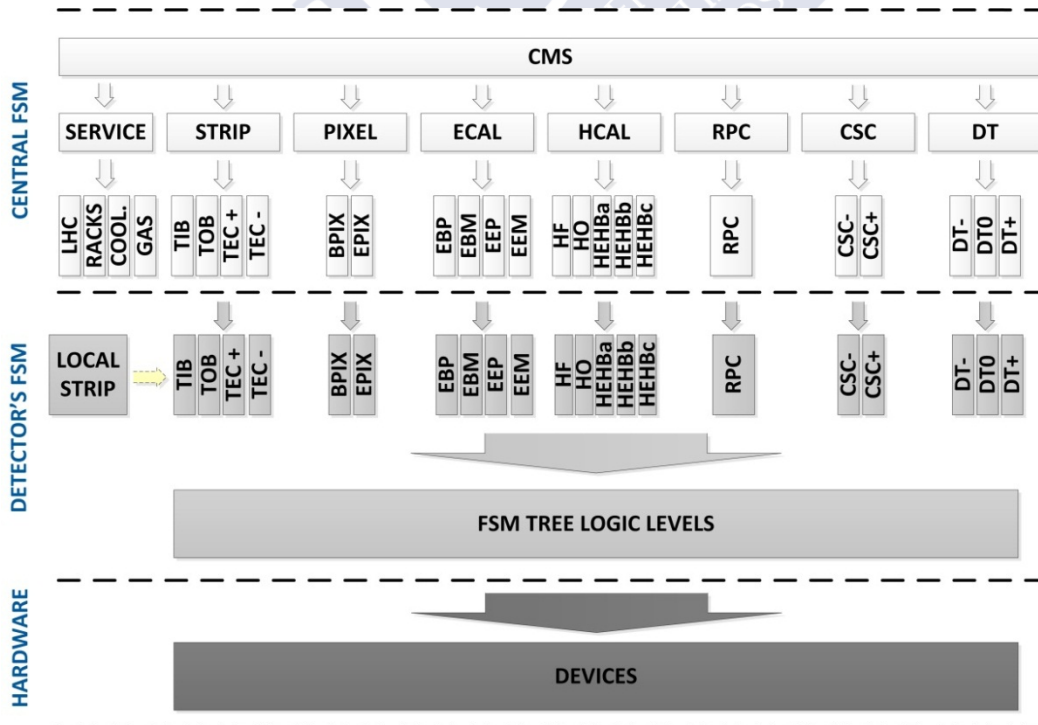 CENTRAL FSM
CMS
SERVICE STRIP PIXEL ECAL HCAL RPC CSC DT
LHC RACKS COOL. GAS TIB TOB TEC + TEC - BPIX EPIX EBP EBM EEP EEM HF HO HEHBa HEHBb HEHBc RPC CSC- CSC+ DT- DT0 DT+
DETECTOR'S FSM
LOCAL
STRIP
TIB TOB TEC + TEC - BPIX EPIX EBP EBM EEP EEM HF HO HEHBa HEHBb HEHBc RPC CSC- CSC+ DT- DT0 DT+
FSM TREE LOGIC LEVELS
HARDWARE
DEVICES